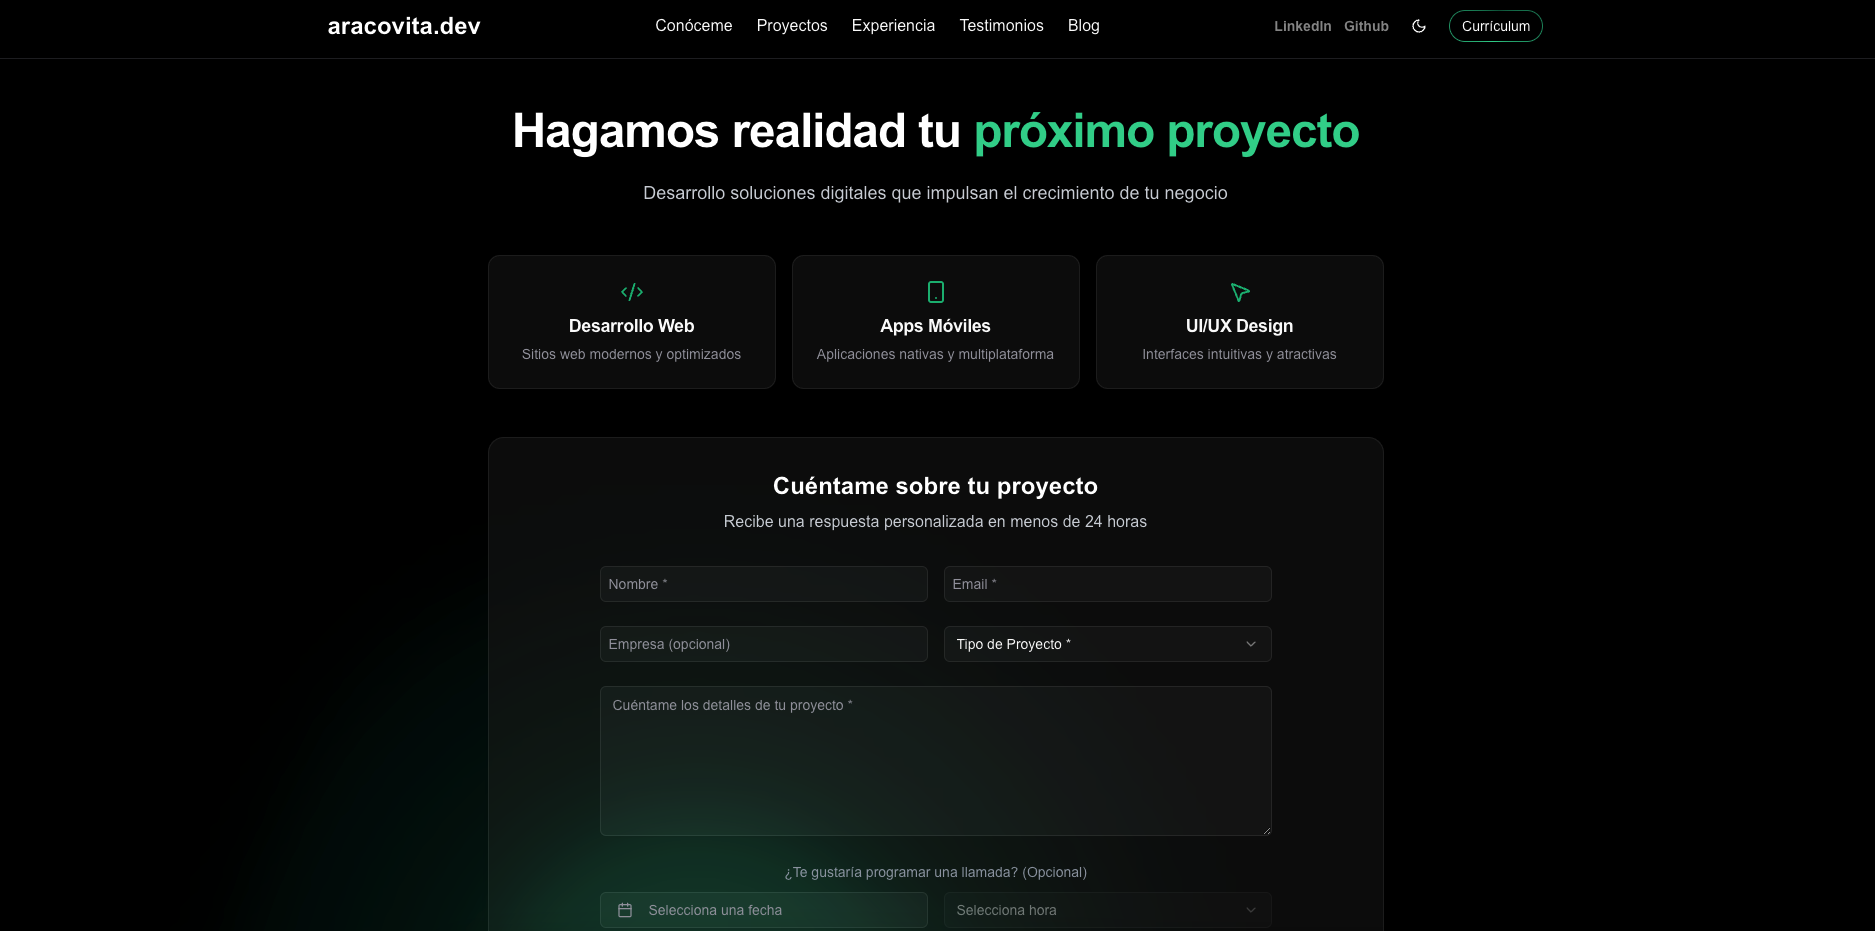 aracovita.dev
Conóceme
Proyectos
Experiencia
Testimonios
Blog
LinkedIn
Github
Currículum
Hagamos realidad tu próximo proyecto
Desarrollo soluciones digitales que impulsan el crecimiento de tu negocio
Desarrollo Web
Sitios web modernos y optimizados
Apps Móviles
Aplicaciones nativas y multiplataforma
UI/UX Design
Interfaces intuitivas y atractivas
Cuéntame sobre tu proyecto
Recibe una respuesta personalizada en menos de 24 horas
Nombre *
Email *
Empresa (opcional)
Tipo de Proyecto *
Cuéntame los detalles de tu proyecto *
¿Te gustaría programar una llamada? (Opcional)
Selecciona una fecha
Selecciona hora